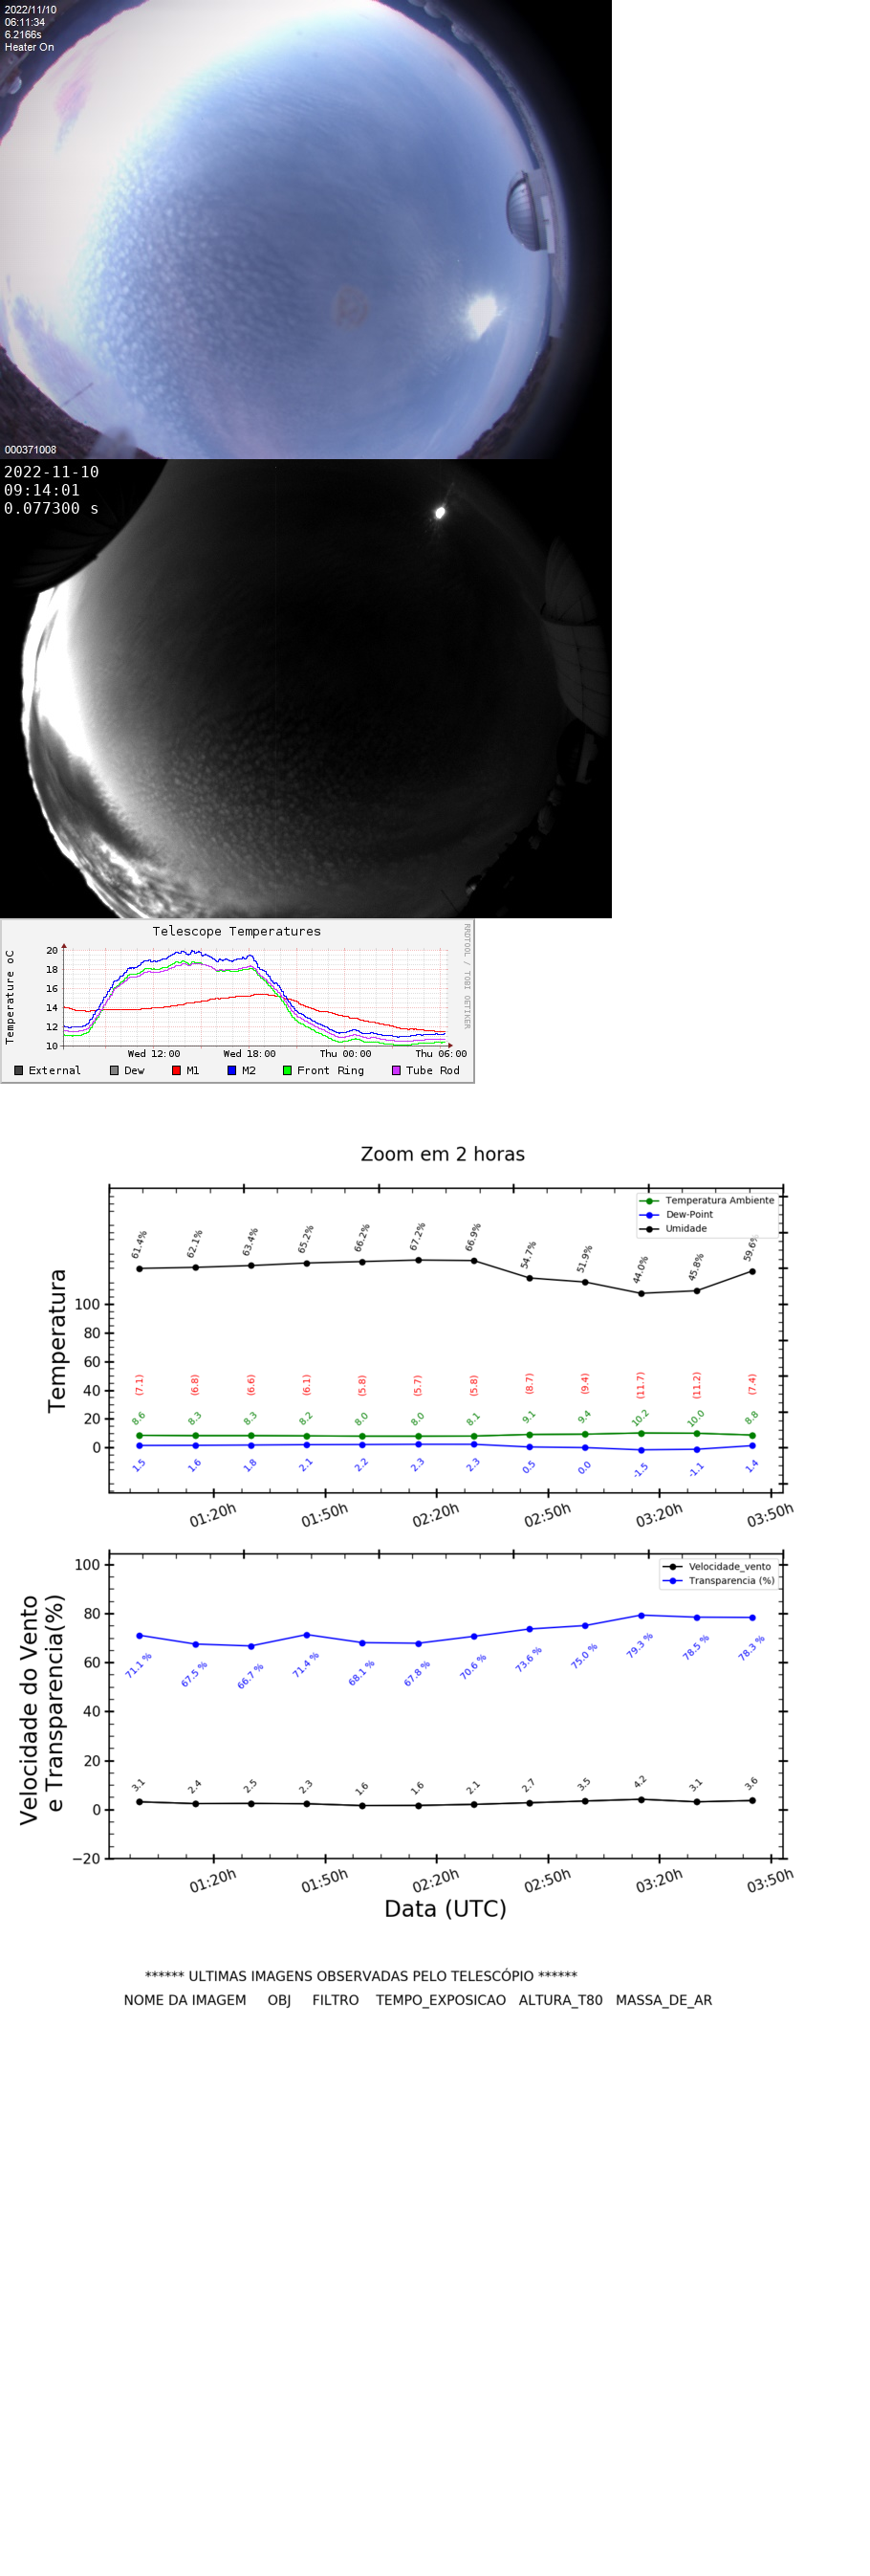 2022/11/10
06:11:34
6.2166s
Heater On
000371008
2022-11-10
09:14:01
0.077300 s
Telescope Temperatures
RRDTOOL / TOBI OETIKER
Temperature oC
20
18
16
14
12
10
Wed 12:00 Wed 18:00 Thu 00:00 Thu 06:00
External Dew M1 M2 Front Ring Tube Rod
Zoom em 2 horas
Temperatura Ambiente
Dew-Point
Umidade
Temperatura
61.4% 62.1% 63.4% 65.2% 66.2% 67.2% 66.9% 54.7% 51.9% 44.0% 45.8% 59.6%
100
80
60
40
20
0
(7.1) (6.8) (6.6) (6.1) (5.8) (5.7) (5.8) (8.7) (9.4) (11.7) (11.2) (7.4)
8.6 8.3 8.3 8.2 8.0 8.0 8.1 9.1 9.4 10.2 10.0 8.8
1.5 1.6 1.8 2.1 2.2 2.3 2.3 0.5 0.0 -1.5 -1.1 1.4
01:20h 01:50h 02:20h 02:50h 03:20h 03:50h
Velocidade_vento
Transparencia (%)
Velocidade do Vento
e Transparencia(%)
100
80
60
40
20
0
−20
71.1 % 67.5 % 66.7 % 71.4 % 68.1 % 67.8 % 70.6 % 73.6 % 75.0 % 79.3 % 78.5 % 78.3 %
3.1 2.4 2.5 2.3 1.6 1.6 2.1 2.7 3.5 4.2 3.1 3.6
01:20h 01:50h 02:20h 02:50h 03:20h 03:50h
Data (UTC)
****** ULTIMAS IMAGENS OBSERVADAS PELO TELESCÓPIO ******
NOME DA IMAGEM OBJ FILTRO TEMPO_EXPOSICAO ALTURA_T80 MASSA_DE_AR